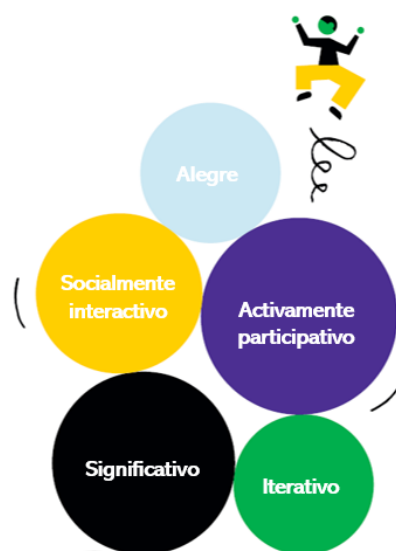 Alegre
Socialmente
interactivo
Activamente
participativo
Significativo
Iterativo